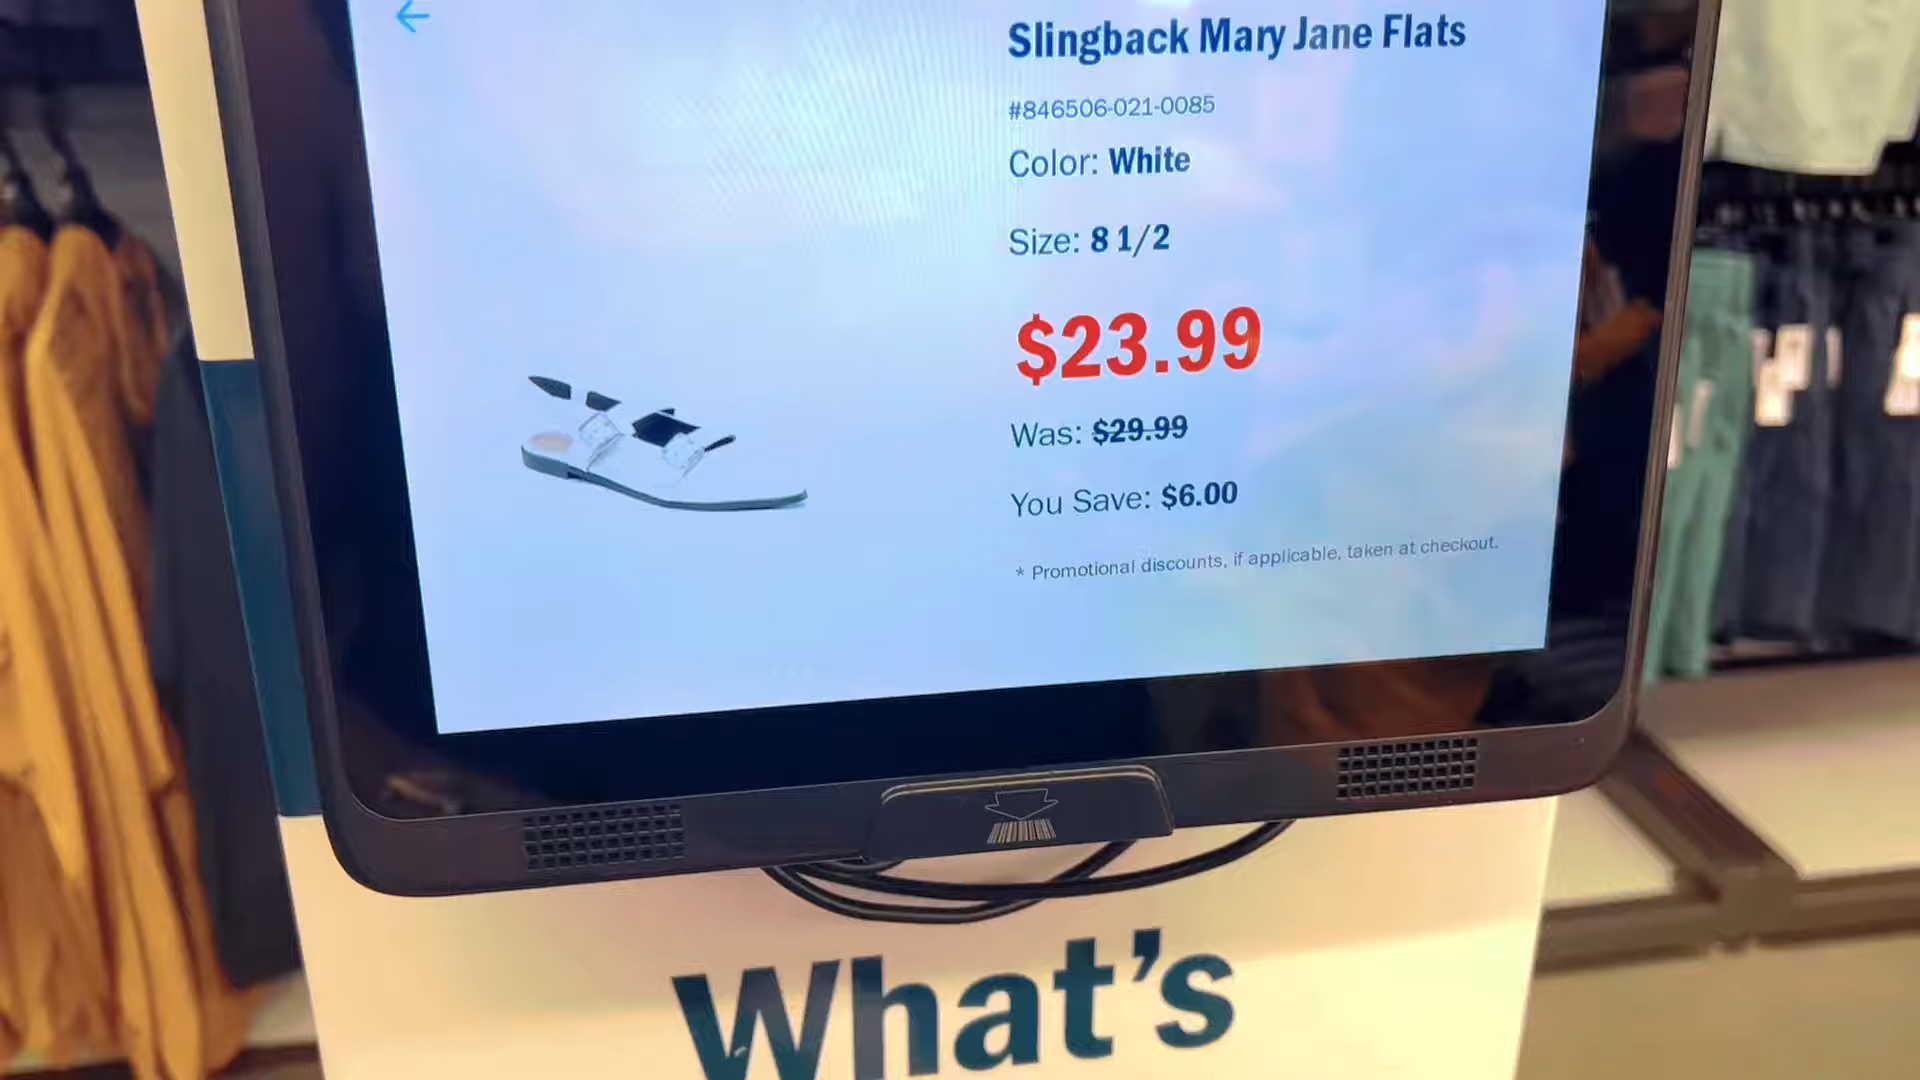 Slingback Mary Jane Flats
#846506-021-0085
Color: White
Size: 8 1/2
$23.99
Was: $29.99
You Save: $6.00
* Promotional discounts, if applicable, taken at checkout.
What's